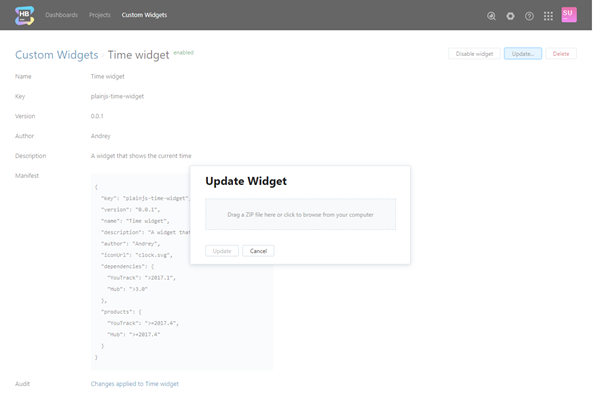 HB
Dashboards Projects Custom Widgets
SU
Custom Widgets / Time widget enabled
Disable widget Update... Delete
Name Time widget
Key plainjs-time-widget
Version 0.0.1
Author Andrey
Description A widget that shows the current time
Manifest
{
"key": "plainjs-time-widget",
"version": "0.0.1",
"name": "Time widget",
"description": "A widget that
"author": "Andrey",
"iconUrl": "clock.svg",
"dependencies": {
"YouTrack": ">2017.1",
"Hub": ">3.0"
},
"products": {
"YouTrack": ">=2017.4",
"Hub": ">=2017.4"
}
}
Update Widget
Drag a ZIP file here or click to browse from your computer
Update Cancel
Audit Changes applied to Time widget